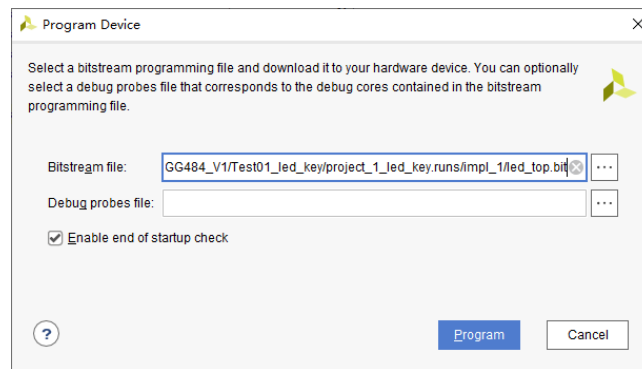 Program Device
Select a bitstream programming file and download it to your hardware device. You can optionally
select a debug probes file that corresponds to the debug cores contained in the bitstream
programming file.
Bitstream file: GG484_V1/Test01_led_key/project_1_led_key.runs/impl_1/led_top.bit ...
Debug probes file: ...
Enable end of startup check
? Program Cancel